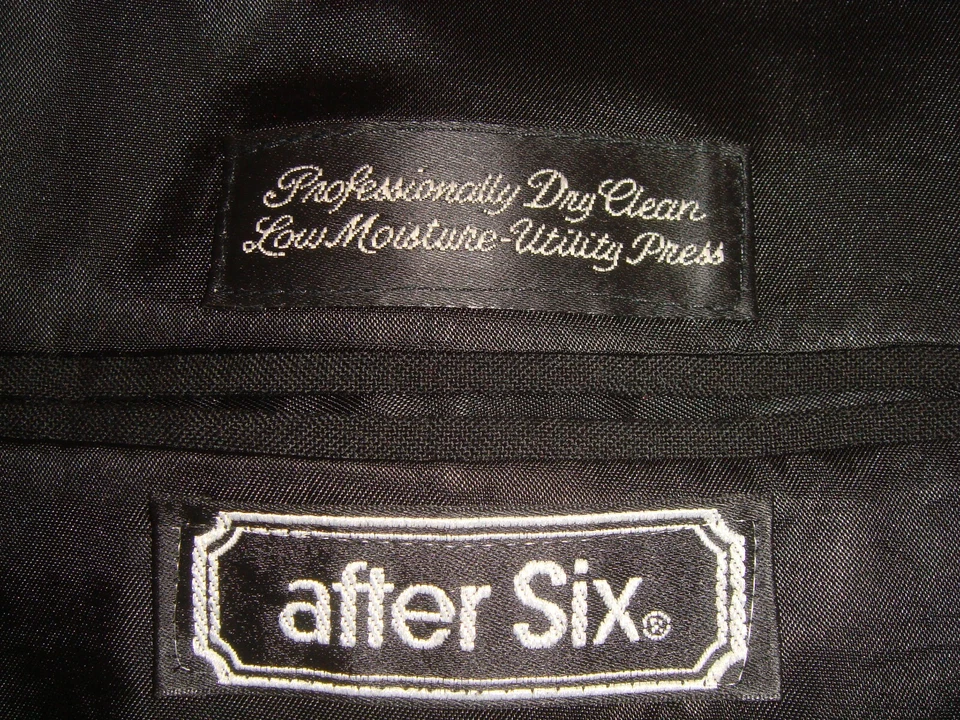 Professionally Dry Clean
Low Moisture-Utility Press
after Six®